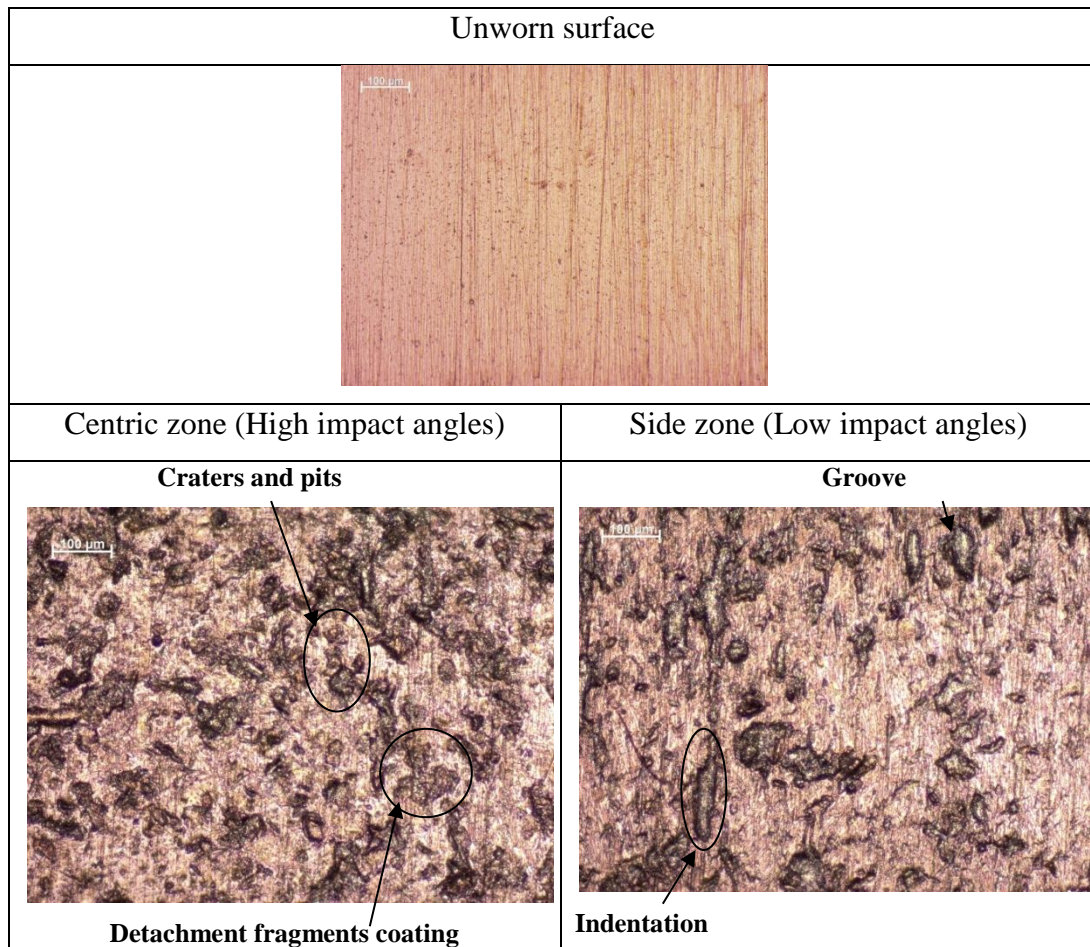 Unworn surface
100 µm
Centric zone (High impact angles)
Side zone (Low impact angles)
Craters and pits
Groove
100 µm
100 µm
Detachment fragments coating
Indentation